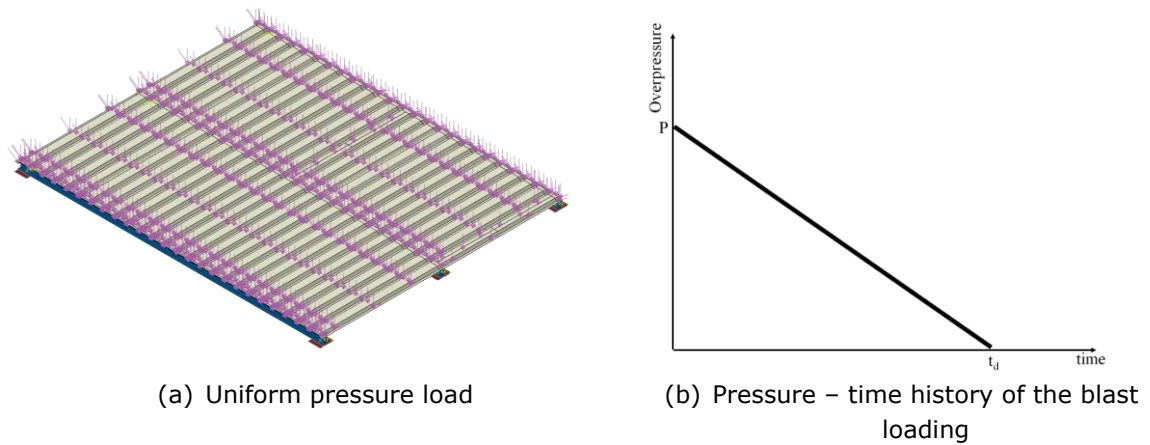 Overpressure
P
t_d
time
(a) Uniform pressure load
(b) Pressure – time history of the blast
loading